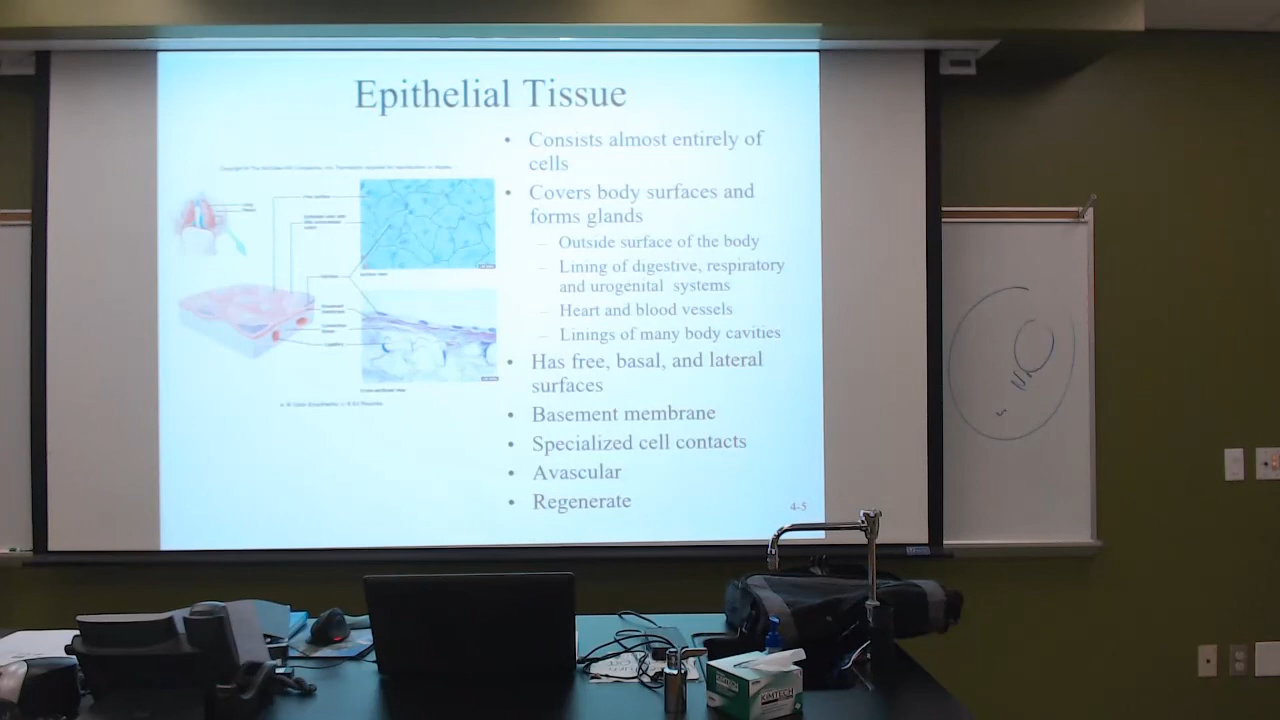 Epithelial Tissue
• Consists almost entirely of
cells
• Covers body surfaces and
forms glands
– Outside surface of the body
– Lining of digestive, respiratory
and urogenital systems
– Heart and blood vessels
– Linings of many body cavities
• Has free, basal, and lateral
surfaces
• Basement membrane
• Specialized cell contacts
• Avascular
• Regenerate
4-5
Free surface
KIMTECH